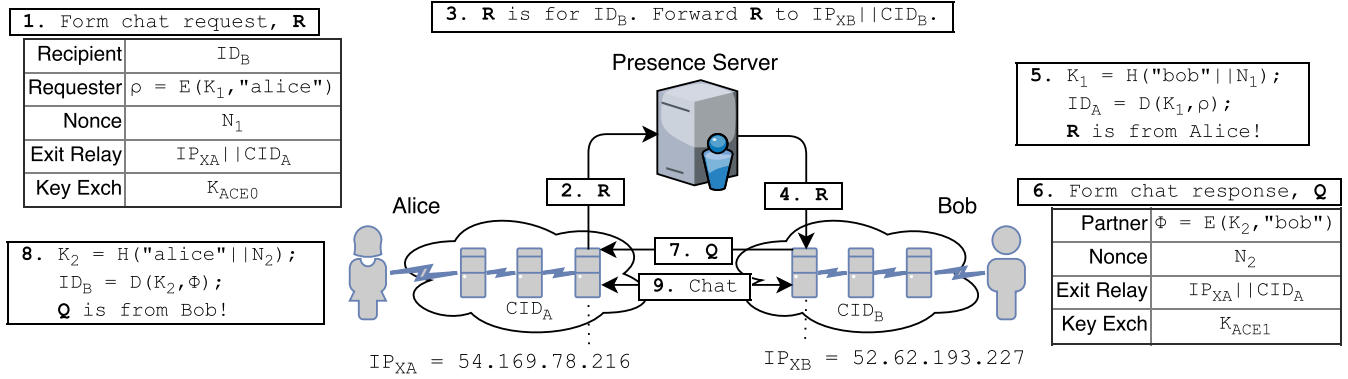 1. Form chat request, R
Recipient ID_B
Requester ρ = E(K_1,"alice")
Nonce N_1
Exit Relay IP_XA||CID_A
Key Exch K_ACE0
3. R is for ID_B. Forward R to IP_XB||CID_B.
Presence Server
2. R
4. R
5. K_1 = H("bob"||N_1);
ID_A = D(K_1,ρ);
R is from Alice!
6. Form chat response, Q
Partner Φ = E(K_2,"bob")
Nonce N_2
Exit Relay IP_XA||CID_A
Key Exch K_ACE1
8. K_2 = H("alice"||N_2);
ID_B = D(K_2,Φ);
Q is from Bob!
Alice
Bob
7. Q
9. Chat
CID_A
CID_B
IP_XA = 54.169.78.216
IP_XB = 52.62.193.227